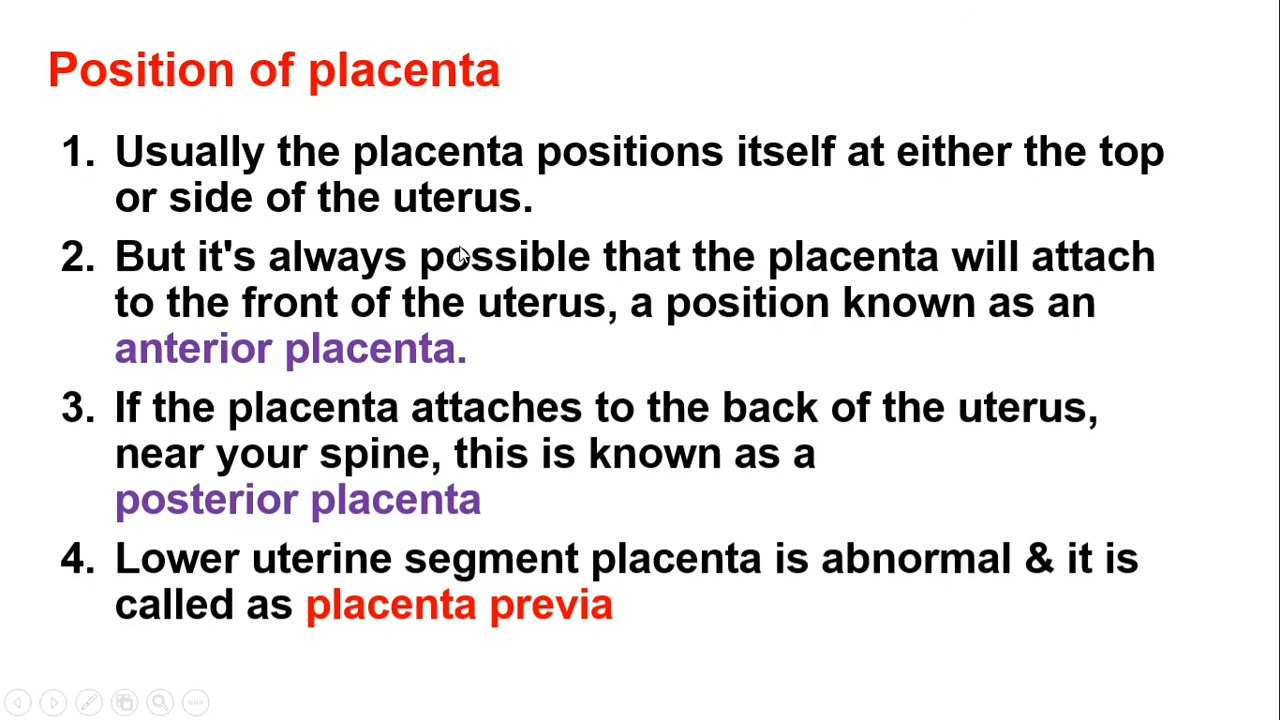 Position of placenta
1. Usually the placenta positions itself at either the top
or side of the uterus.
2. But it's always possible that the placenta will attach
to the front of the uterus, a position known as an
anterior placenta.
3. If the placenta attaches to the back of the uterus,
near your spine, this is known as a
posterior placenta
4. Lower uterine segment placenta is abnormal & it is
called as placenta previa